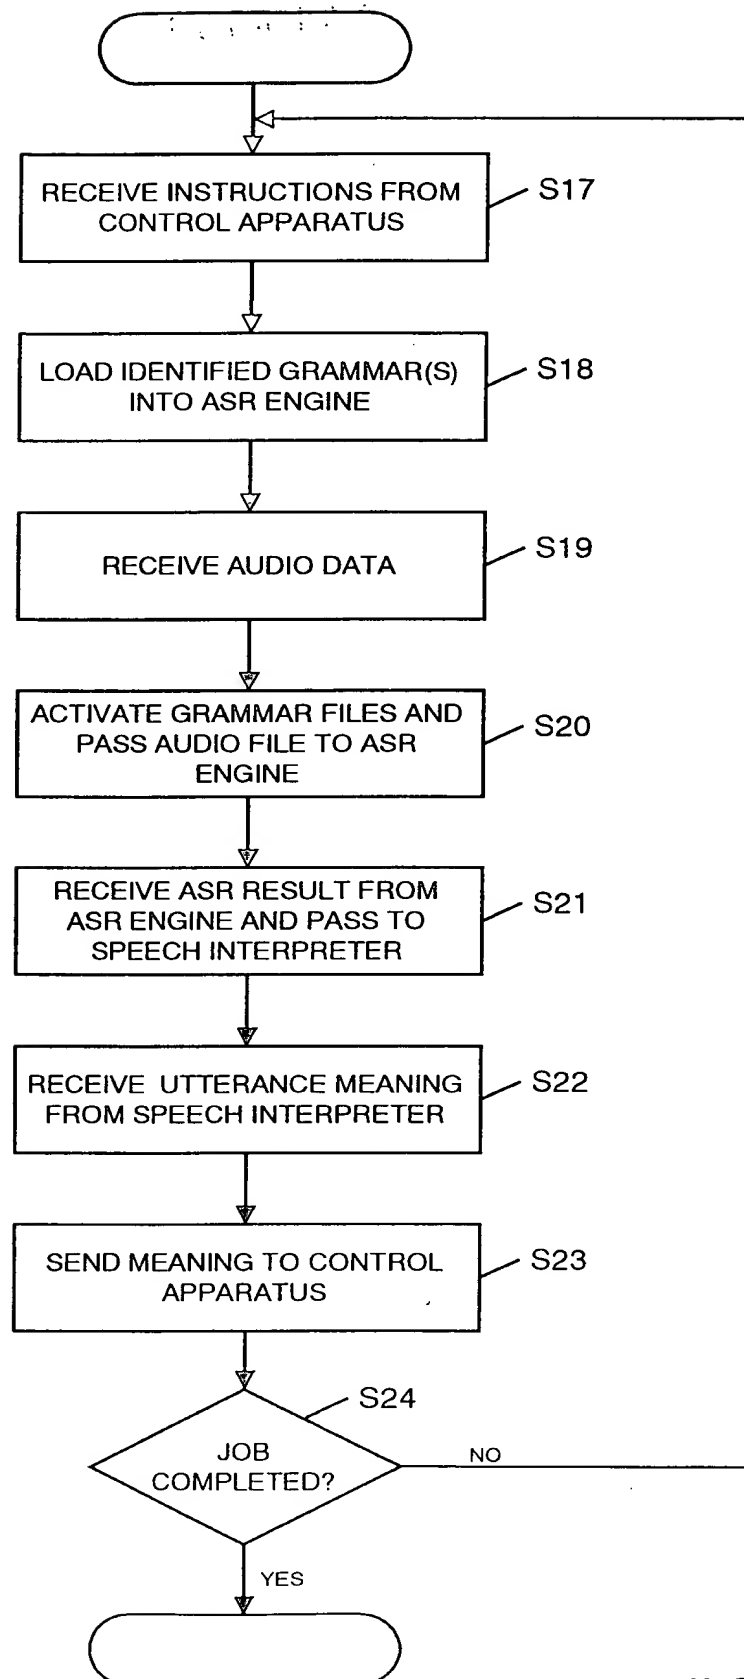 RECEIVE INSTRUCTIONS FROM
CONTROL APPARATUS
S17
LOAD IDENTIFIED GRAMMAR(S)
INTO ASR ENGINE
S18
RECEIVE AUDIO DATA
S19
ACTIVATE GRAMMAR FILES AND
PASS AUDIO FILE TO ASR
ENGINE
S20
RECEIVE ASR RESULT FROM
ASR ENGINE AND PASS TO
SPEECH INTERPRETER
S21
RECEIVE UTTERANCE MEANING
FROM SPEECH INTERPRETER
S22
SEND MEANING TO CONTROL
APPARATUS
S23
S24
JOB
COMPLETED?
NO
YES